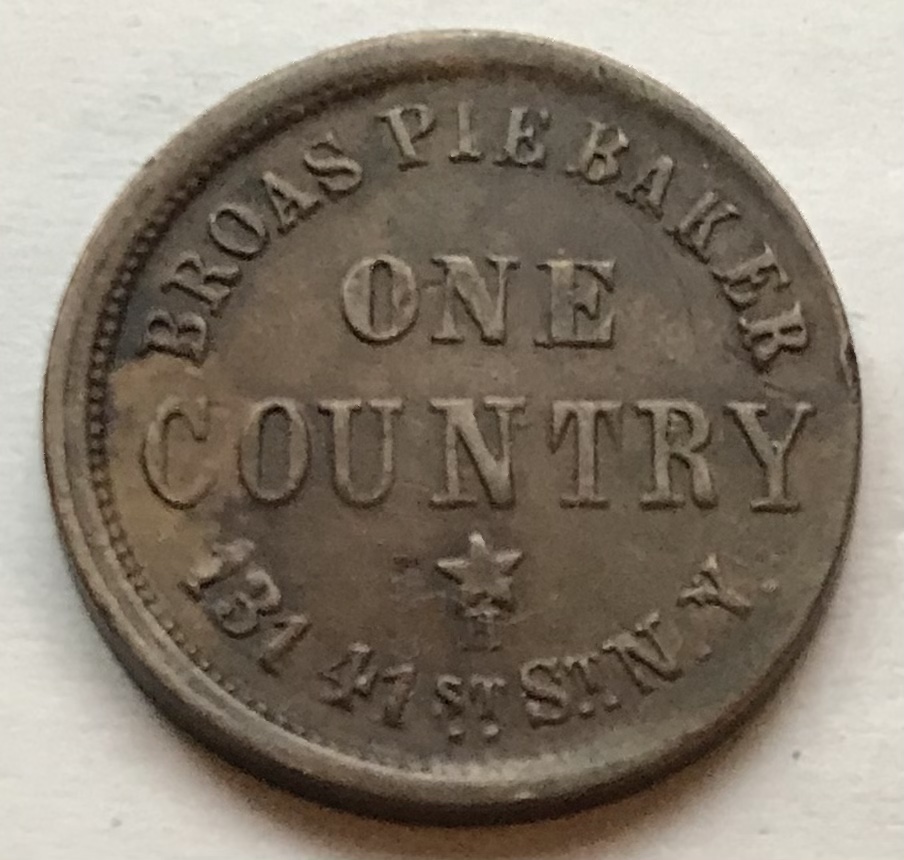 BROAS PIE BAKER
ONE
COUNTRY
131 41ST ST. N.Y.